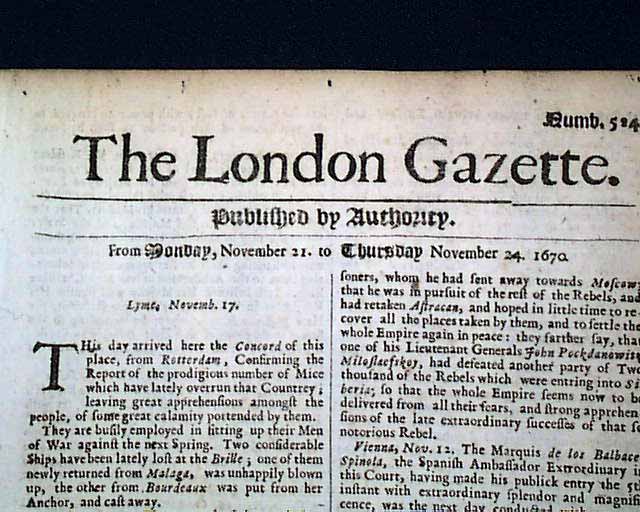 Numb. 524
The London Gazette.
Published by Authority.
From Monday, November 21. to Thursday November 24. 1670.
Lyme, Novemb. 17.
THis day arrived here the Concord of this
place, from Rotterdam, Confirming the
Report of the prodigious number of Mice
which have lately overrun that Countrey;
leaving great apprehensions amongst the
people, of some great calamity portended by them.
They are busily employed in fitting up their Men
of War against the next Spring. Two considerable
Ships have been lately lost at the Brille; one of them
newly returned from Malaga, was unhappily blown
up, the other from Bourdeaux was put from her
Anchor, and cast away.
soners, whom he had sent away towards Moscow,
that he was in pursuit of the rest of the Rebels, and
had retaken Astracan, and hoped in little time to re-
cover all the places taken by them, and to settle the
whole Empire again in peace: they farther say, that
one of his Lieutenant Generals John Pockdanowits
Miloslaefskoy, had defeated another party of Two
thousand of the Rebels which were entring into Si-
beria; so that the whole Empire seems now to be
delivered from all their fears, and strong apprehen-
sions of the late extraordinary successes of that so
notorious Rebel.
Vienna, Nov. 12. The Marquis de los Balbaces
Spinola, the Spanish Ambassador Extrordinary in
this Court, having made his publick entry the 5th
instant with extraordinary splendor and magnifi-
cence, was the next day conducted with